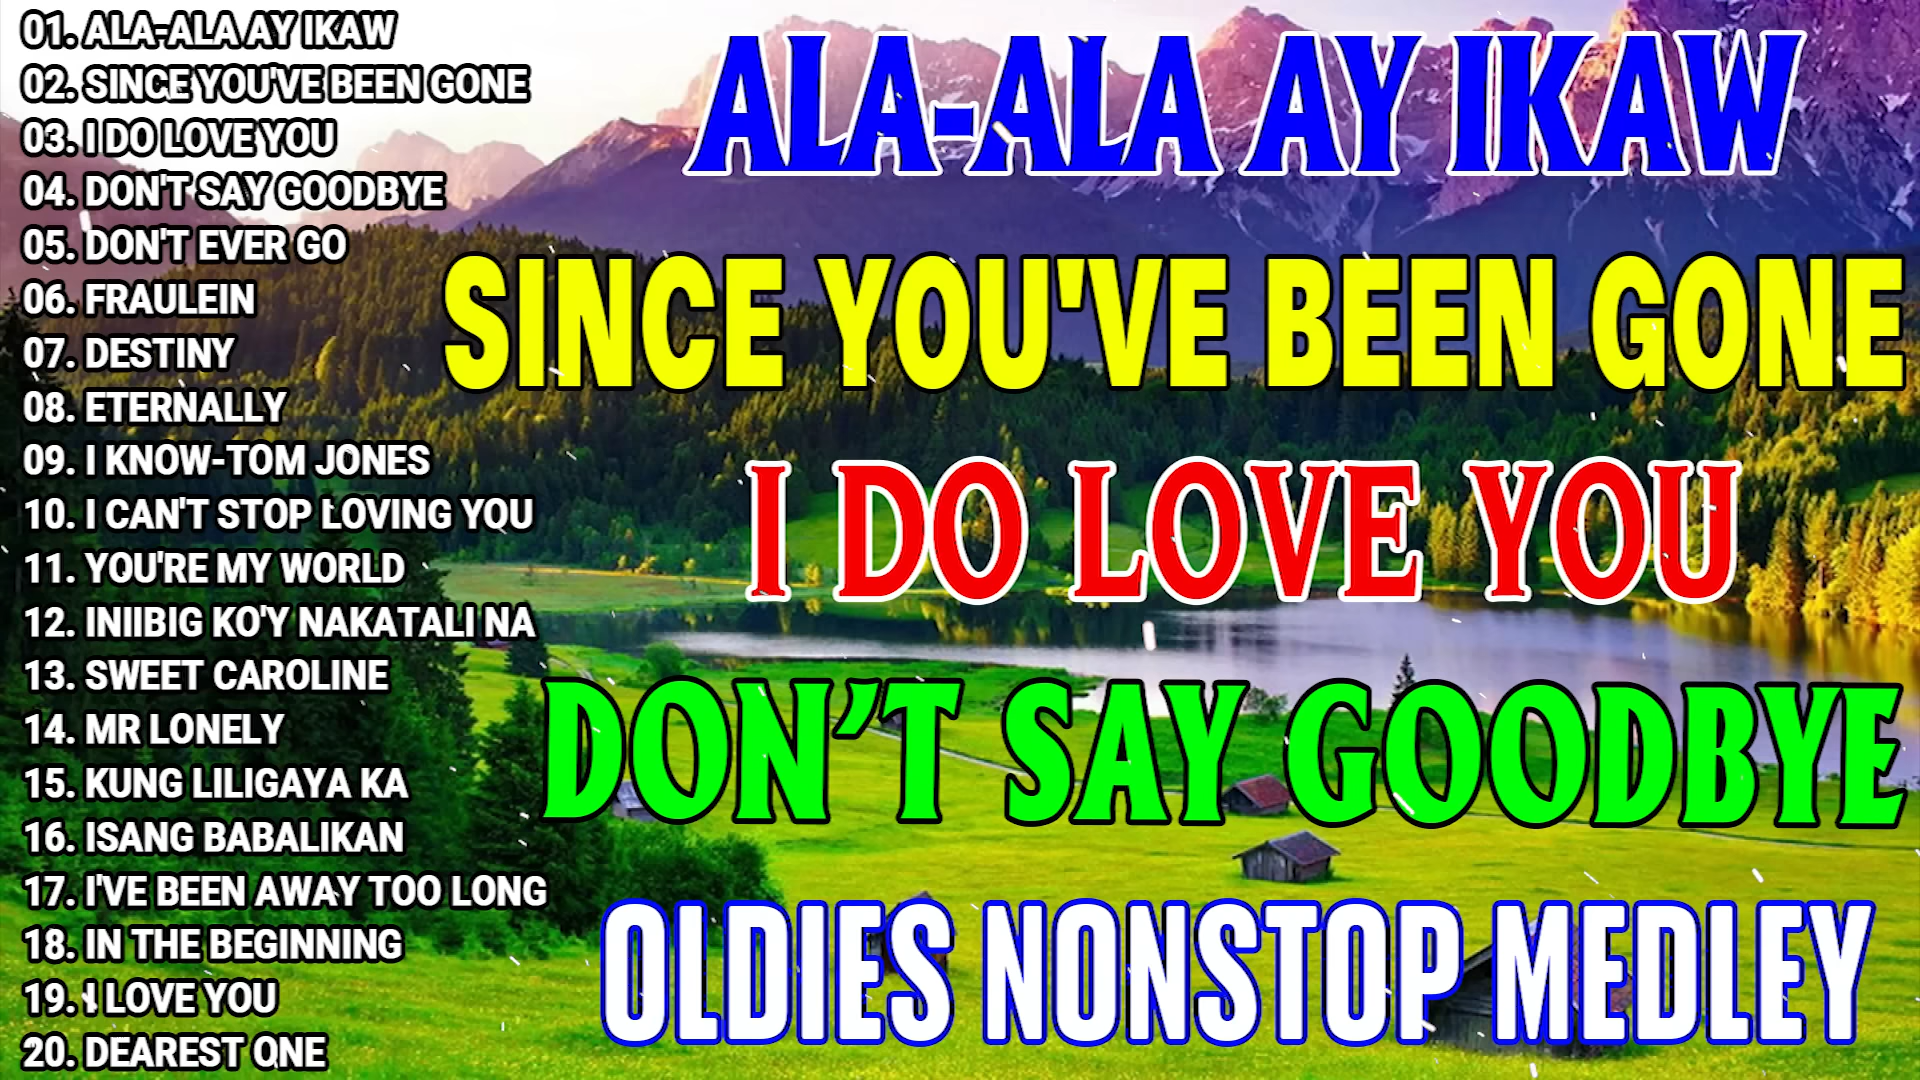 01. ALA-ALA AY IKAW
02. SINCE YOU'VE BEEN GONE
03. I DO LOVE YOU
04. DON'T SAY GOODBYE
05. DON'T EVER GO
06. FRAULEIN
07. DESTINY
08. ETERNALLY
09. I KNOW-TOM JONES
10. I CAN'T STOP LOVING YOU
11. YOU'RE MY WORLD
12. INIIBIG KO'Y NAKATALI NA
13. SWEET CAROLINE
14. MR LONELY
15. KUNG LILIGAYA KA
16. ISANG BABALIKAN
17. I'VE BEEN AWAY TOO LONG
18. IN THE BEGINNING
19. I LOVE YOU
20. DEAREST ONE
ALA-ALA AY IKAW
SINCE YOU'VE BEEN GONE
I DO LOVE YOU
DON'T SAY GOODBYE
OLDIES NONSTOP MEDLEY